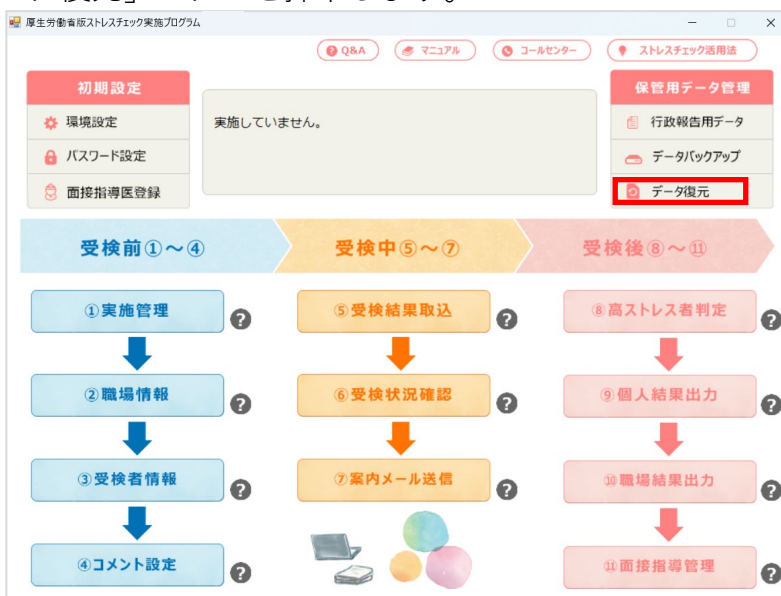 厚生労働省版ストレスチェック実施プログラム
Q&A
マニュアル
コールセンター
ストレスチェック活用法
初期設定
環境設定
パスワード設定
面接指導医登録
実施していません。
保管用データ管理
行政報告用データ
データバックアップ
データ復元
受検前①～④
受検中⑤～⑦
受検後⑧～⑪
①実施管理
②職場情報
③受検者情報
④コメント設定
⑤受検結果取込
⑥受検状況確認
⑦案内メール送信
⑧高ストレス者判定
⑨個人結果出力
⑩職場結果出力
⑪面接指導管理